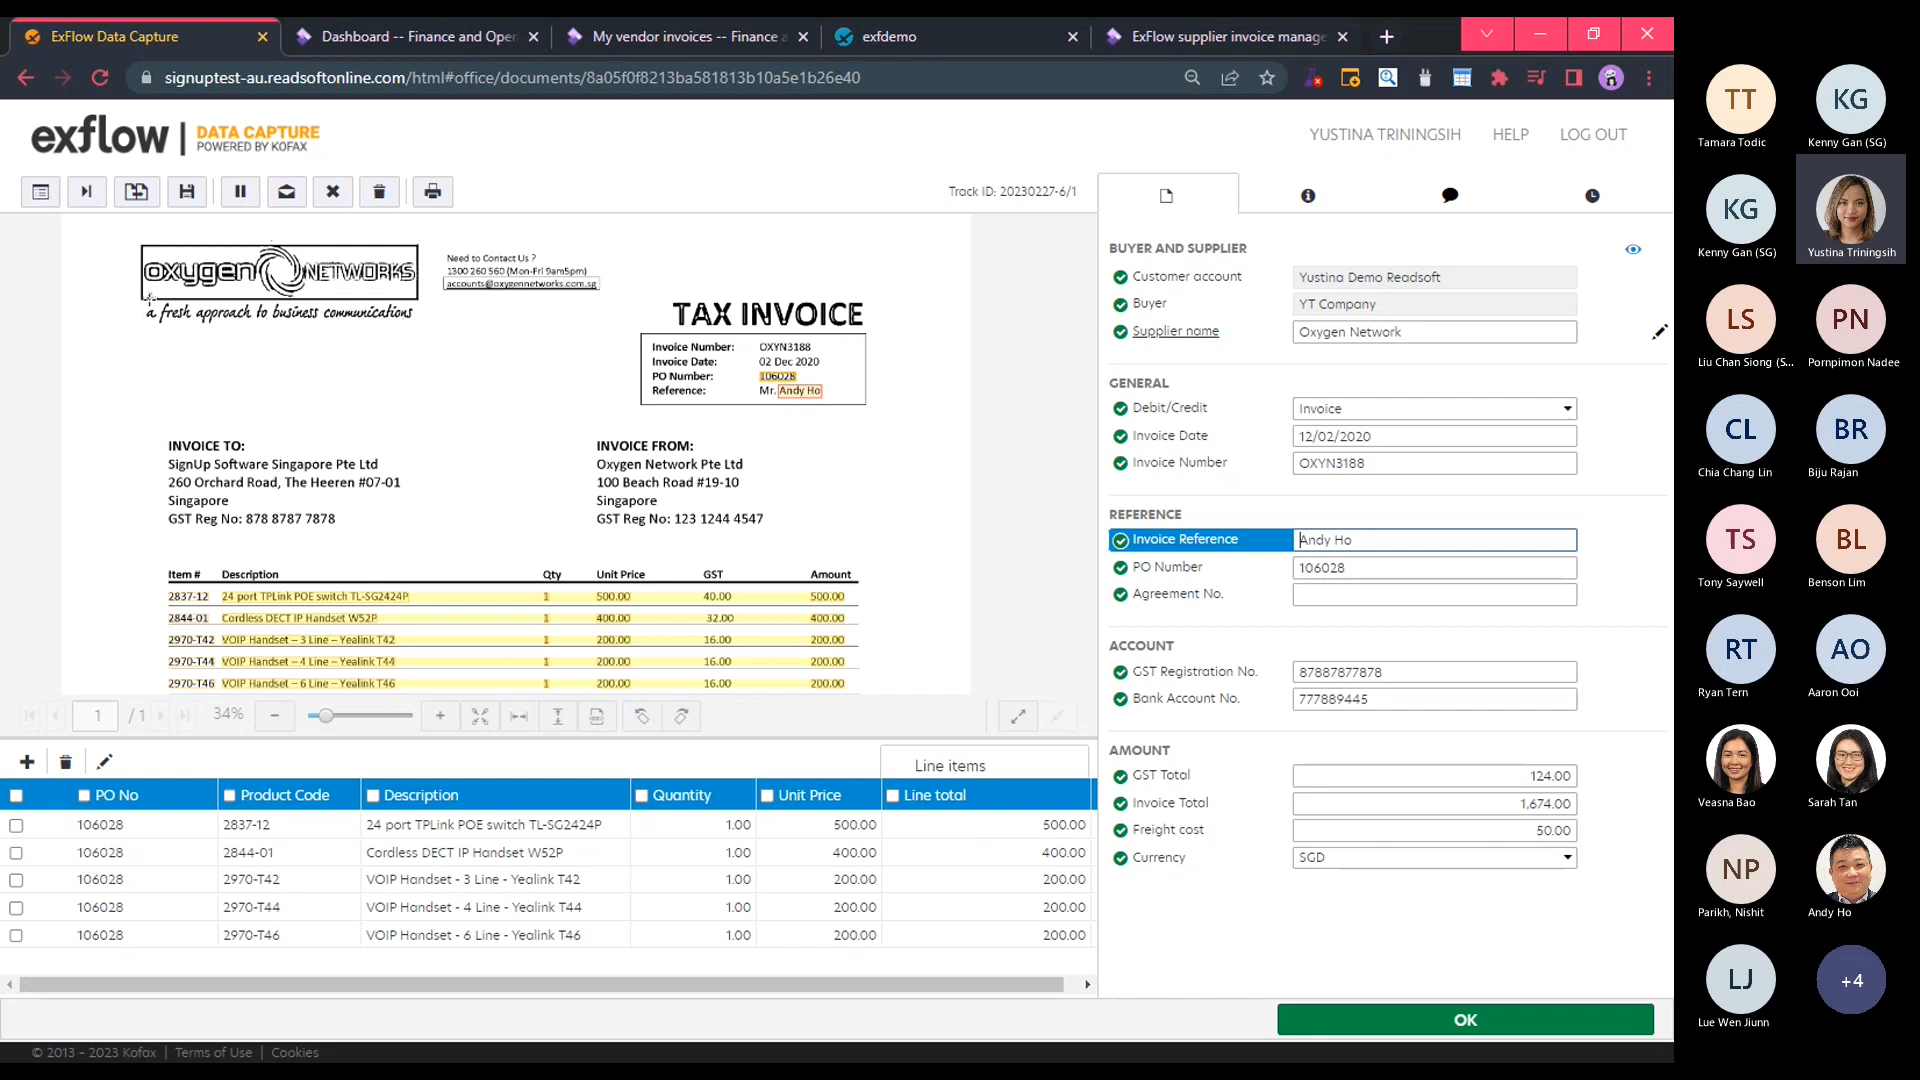 ExFlow Data Capture
Dashboard -- Finance and Oper
My vendor invoices -- Finance a
exfdemo
ExFlow supplier invoice manage
signuptest-au.readsoftonline.com/html#office/documents/8a05f0f8213ba581813b10a5e1b26e40
exflow | DATA CAPTURE
POWERED BY KOFAX
YUSTINA TRININGSIH
HELP
LOG OUT
Track ID: 20230227-6/1
oxygen NETWORKS
a fresh approach to business communications
Need to Contact Us ?
1300 260 560 (Mon-Fri 9am5pm)
accounts@oxygennetworks.com.sg
TAX INVOICE
Invoice Number: OXYN3188
Invoice Date: 02 Dec 2020
PO Number: 106028
Reference: Mr. Andy Ho
INVOICE TO:
SignUp Software Singapore Pte Ltd
260 Orchard Road, The Heeren #07-01
Singapore
GST Reg No: 878 8787 7878
INVOICE FROM:
Oxygen Network Pte Ltd
100 Beach Road #19-10
Singapore
GST Reg No: 123 1244 4547
Item # Description Qty Unit Price GST Amount
2837-12 24 port TPLink POE switch TL-SG2424P 1 500.00 40.00 500.00
2844-01 Cordless DECT IP Handset W52P 1 400.00 32.00 400.00
2970-T42 VOIP Handset – 3 Line – Yealink T42 1 200.00 16.00 200.00
2970-T44 VOIP Handset – 4 Line – Yealink T44 1 200.00 16.00 200.00
2970-T46 VOIP Handset – 6 Line – Yealink T46 1 200.00 16.00 200.00
1 / 1 34%
Line items
PO No Product Code Description Quantity Unit Price Line total
106028 2837-12 24 port TPLink POE switch TL-SG2424P 1.00 500.00 500.00
106028 2844-01 Cordless DECT IP Handset W52P 1.00 400.00 400.00
106028 2970-T42 VOIP Handset - 3 Line - Yealink T42 1.00 200.00 200.00
106028 2970-T44 VOIP Handset - 4 Line - Yealink T44 1.00 200.00 200.00
106028 2970-T46 VOIP Handset - 6 Line - Yealink T46 1.00 200.00 200.00
BUYER AND SUPPLIER
Customer account Yustina Demo Readsoft
Buyer YT Company
Supplier name Oxygen Network
GENERAL
Debit/Credit Invoice
Invoice Date 12/02/2020
Invoice Number OXYN3188
REFERENCE
Invoice Reference Andy Ho
PO Number 106028
Agreement No.
ACCOUNT
GST Registration No. 87887877878
Bank Account No. 777889445
AMOUNT
GST Total 124.00
Invoice Total 1,674.00
Freight cost 50.00
Currency SGD
OK
© 2013 - 2023 Kofax | Terms of Use | Cookies
TT KG
Tamara Todic Kenny Gan (SG)
KG
Kenny Gan (SG) Yustina Triningsih
LS PN
Liu Chan Siong (S... Pornpimon Nadee
CL BR
Chia Chang Lin Biju Rajan
TS BL
Tony Saywell Benson Lim
RT AO
Ryan Tern Aaron Ooi
Veasna Bao Sarah Tan
NP
Parikh, Nishit Andy Ho
LJ +4
Lue Wen Jiunn